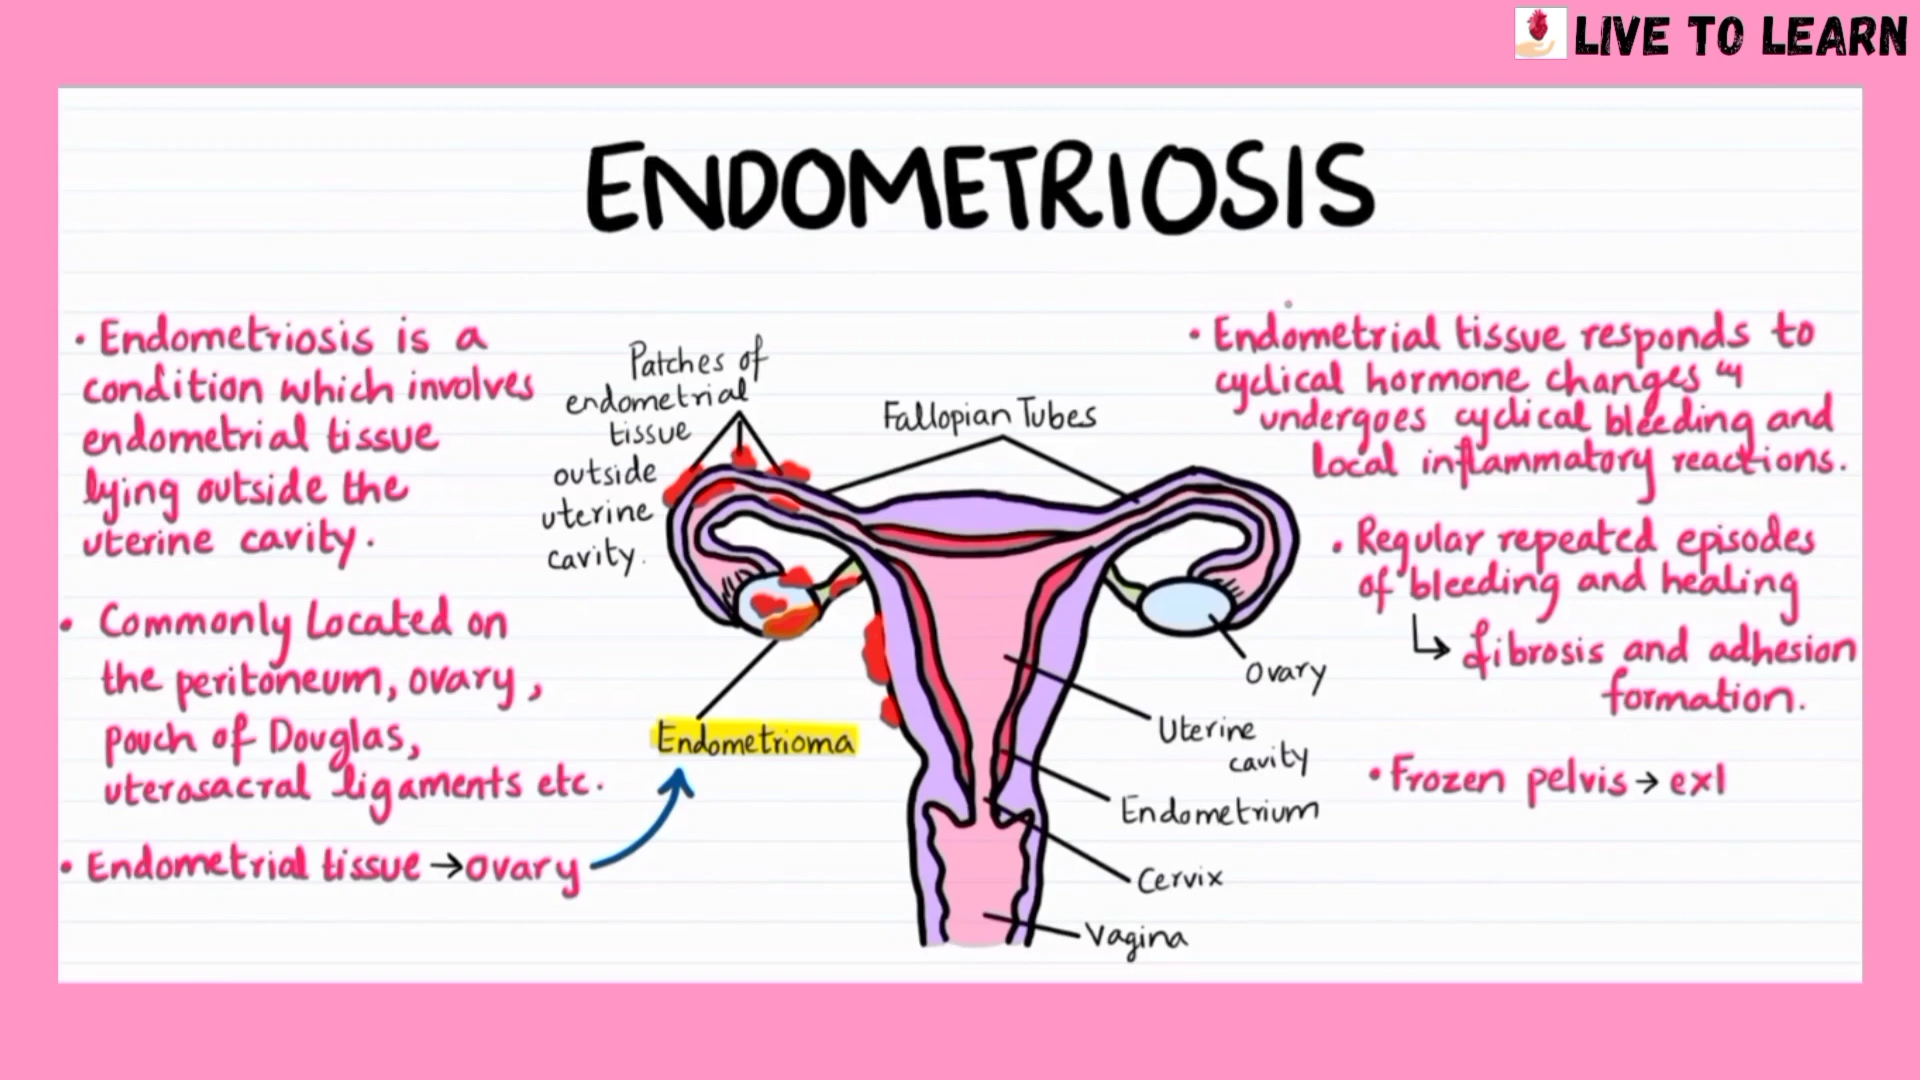 LIVE TO LEARN
ENDOMETRIOSIS
• Endometriosis is a
condition which involves
endometrial tissue
lying outside the
uterine cavity.
• Commonly Located on
the peritoneum, ovary,
pouch of Douglas,
uterosacral ligaments etc.
• Endometrial tissue → ovary
Patches of
endometrial
tissue
outside
uterine
cavity.
Endometrioma
Fallopian Tubes
Ovary
Uterine
cavity
Endometrium
Cervix
Vagina
• Endometrial tissue responds to
cyclical hormone changes
undergoes cyclical bleeding and
local inflammatory reactions.
• Regular repeated episodes
of bleeding and healing
↳ fibrosis and adhesion
formation.
• Frozen pelvis → exl